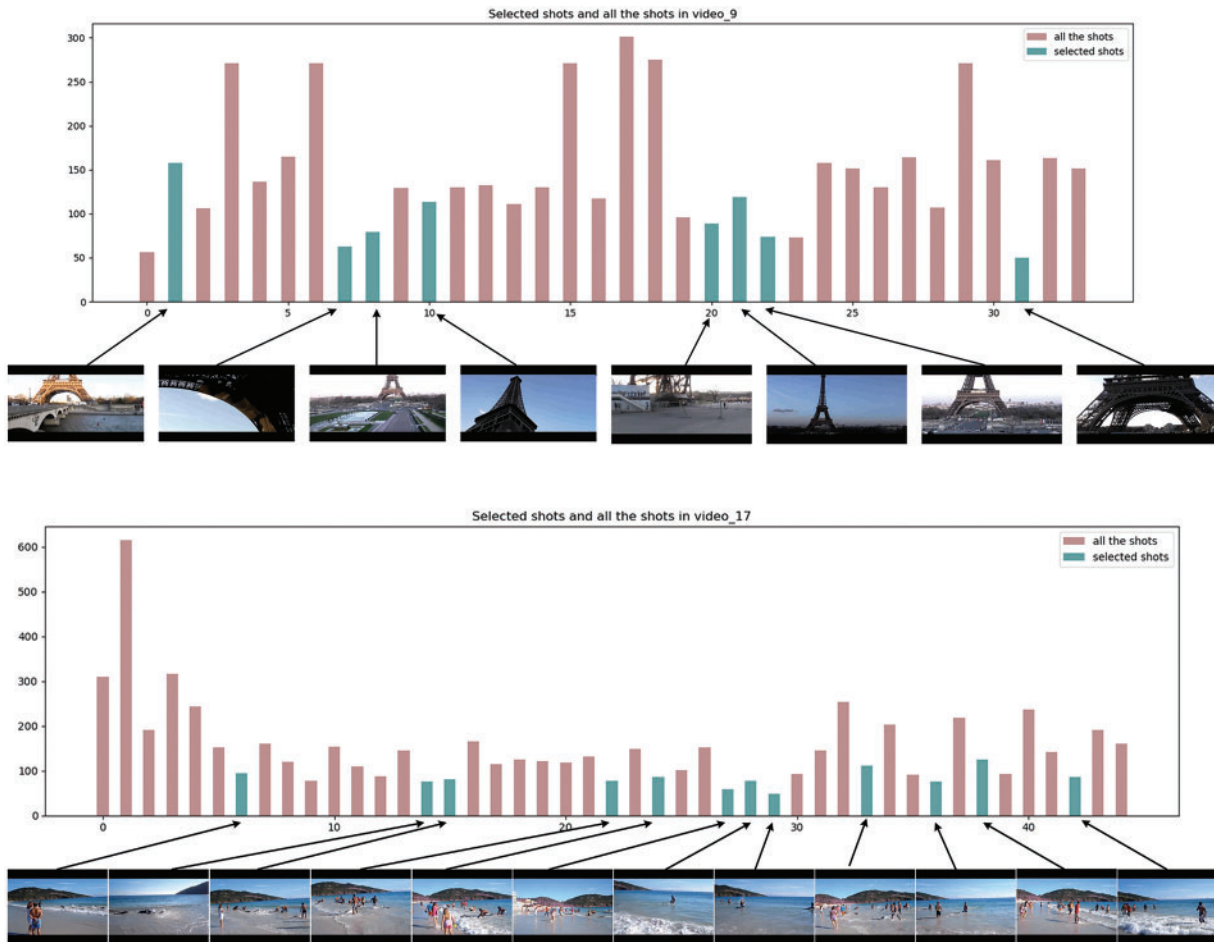 Selected shots and all the shots in video_9
all the shots
selected shots
300
250
200
150
100
50
0
0 5 10 15 20 25 30
Selected shots and all the shots in video_17
all the shots
selected shots
600
500
400
300
200
100
0
0 10 20 30 40